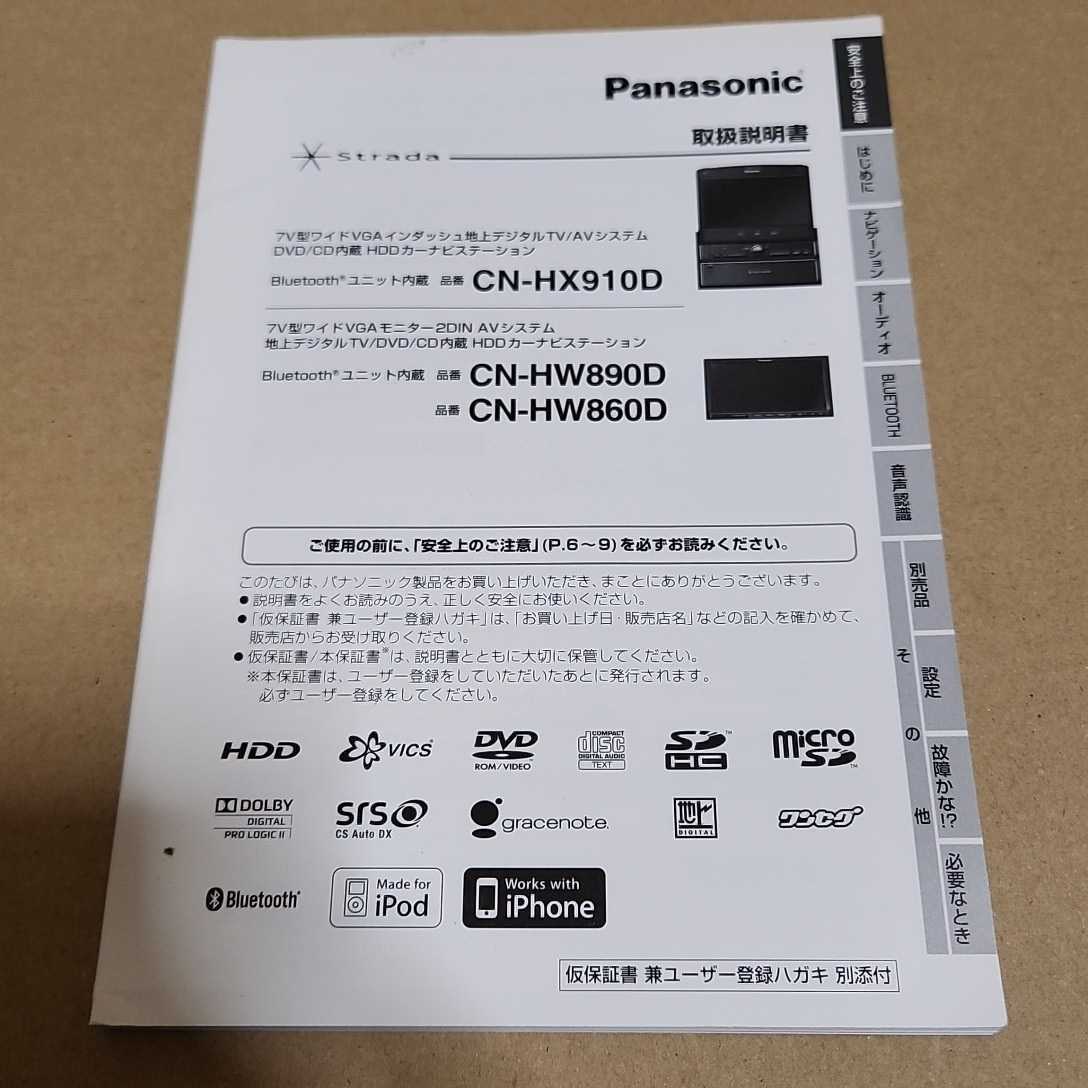 Panasonic
取扱説明書
Strada
7V型ワイドVGAインダッシュ地上デジタルTV/AVシステム
DVD/CD内蔵 HDDカーナビステーション
Bluetooth®ユニット内蔵 品番 CN-HX910D
7V型ワイドVGAモニター2DIN AVシステム
地上デジタルTV/DVD/CD内蔵 HDDカーナビステーション
Bluetooth®ユニット内蔵 品番 CN-HW890D
品番 CN-HW860D
ご使用の前に、「安全上のご注意」(P.6～9)を必ずお読みください。
このたびは、パナソニック製品をお買い上げいただき、まことにありがとうございます。
●説明書をよくお読みのうえ、正しく安全にお使いください。
●「仮保証書 兼ユーザー登録ハガキ」は、「お買い上げ日・販売店名」などの記入を確かめて、
販売店からお受け取りください。
●仮保証書/本保証書※は、説明書とともに大切に保管してください。
※本保証書は、ユーザー登録をしていただいたあとに発行されます。
必ずユーザー登録をしてください。
HDD
VICS®
DVD
ROM/VIDEO
COMPACT
disc
DIGITAL AUDIO
TEXT
SD
HC
™
micro
SD
™
DOLBY
DIGITAL
PRO LOGIC II
SRS
CS Auto DX
gracenote.
地上
DIGITAL
ワンセグ
Bluetooth®
Made for
iPod
Works with
iPhone
仮保証書 兼ユーザー登録ハガキ 別添付
安全上のご注意
はじめに
ナビゲーション
オーディオ
BLUETOOTH
音声認識
その他
別売品
設定
故障かな!?
必要なとき